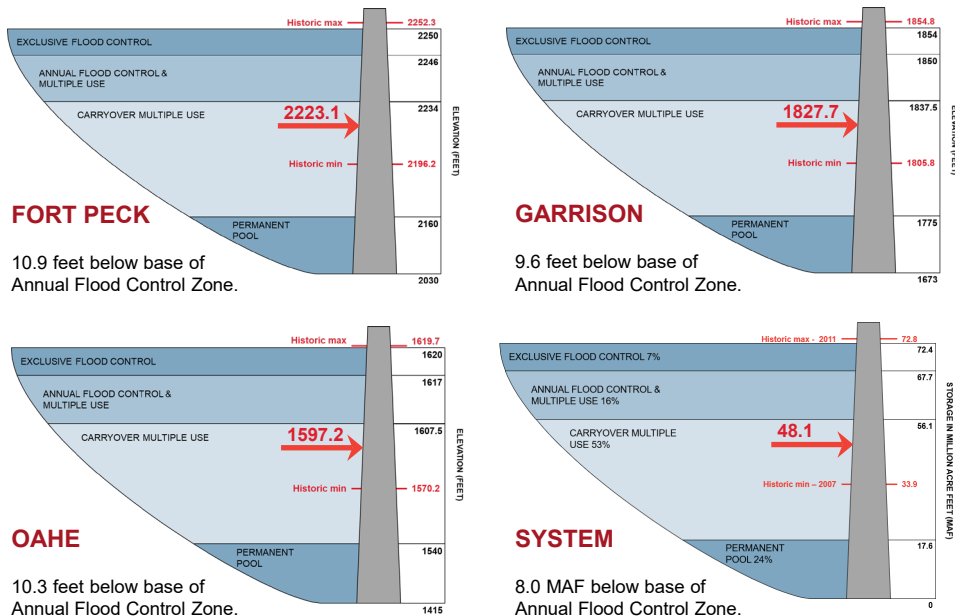 Historic max 2252.3
2250
EXCLUSIVE FLOOD CONTROL
2246
ANNUAL FLOOD CONTROL &
MULTIPLE USE
2234
CARRYOVER MULTIPLE USE
2223.1
Historic min 2196.2
ELEVATION (FEET)
FORT PECK
2160
PERMANENT
POOL
10.9 feet below base of
Annual Flood Control Zone.
2030
Historic max 1854.8
1854
EXCLUSIVE FLOOD CONTROL
1850
ANNUAL FLOOD CONTROL &
MULTIPLE USE
1837.5
CARRYOVER MULTIPLE USE
1827.7
Historic min 1805.8
ELEVATION (FEET)
GARRISON
1775
PERMANENT
POOL
9.6 feet below base of
Annual Flood Control Zone.
1673
Historic max 1619.7
1620
EXCLUSIVE FLOOD CONTROL
1617
ANNUAL FLOOD CONTROL &
MULTIPLE USE
1607.5
CARRYOVER MULTIPLE USE
1597.2
Historic min 1570.2
ELEVATION (FEET)
OAHE
1540
PERMANENT
POOL
10.3 feet below base of
Annual Flood Control Zone.
1415
Historic max - 2011 72.8
72.4
EXCLUSIVE FLOOD CONTROL 7%
67.7
ANNUAL FLOOD CONTROL &
MULTIPLE USE 16%
56.1
CARRYOVER MULTIPLE
USE 53%
48.1
Historic min – 2007 33.9
STORAGE IN MILLION ACRE FEET (MAF)
SYSTEM
17.6
PERMANENT
POOL 24%
8.0 MAF below base of
Annual Flood Control Zone.
0